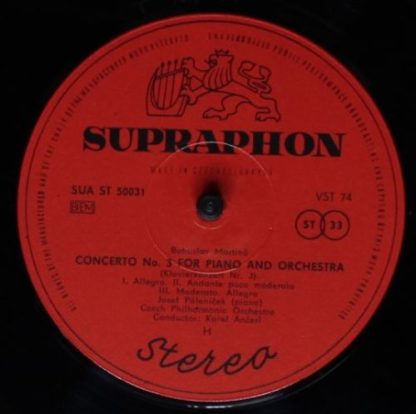 SUPRAPHON
MADE IN CZECHOSLOVAKIA
SUA ST 50031
VST 74
BIEM
ST 33
Bohuslav Martinů
CONCERTO No. 3 FOR PIANO AND ORCHESTRA
(Klavierkonzert Nr. 3)
I. Allegro. II. Andante poco moderato
III. Moderato. Allegro
Josef Páleníček (piano)
Czech Philharmonic Orchestra
Conductor: Karel Ančerl
H
Stereo